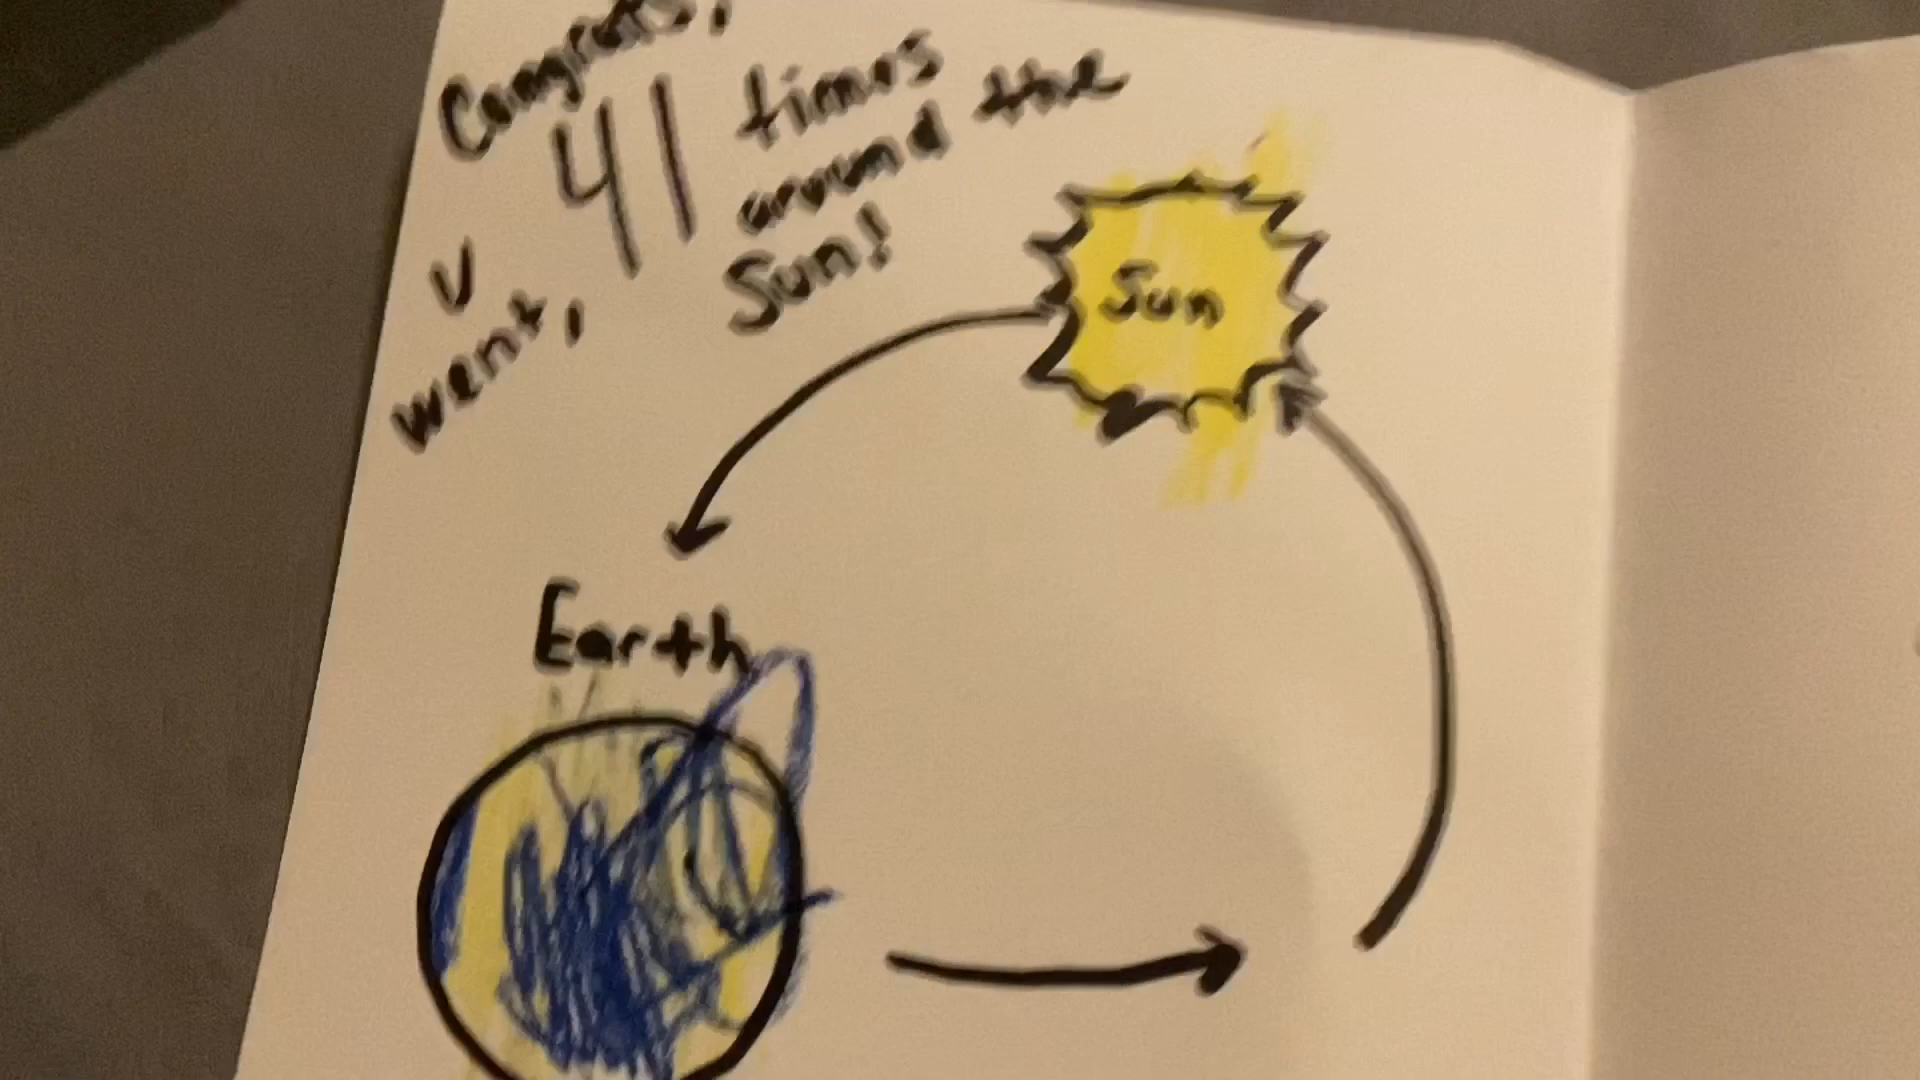 Congrats,
U
went,
41 times
around the
Sun!
Sun
Earth